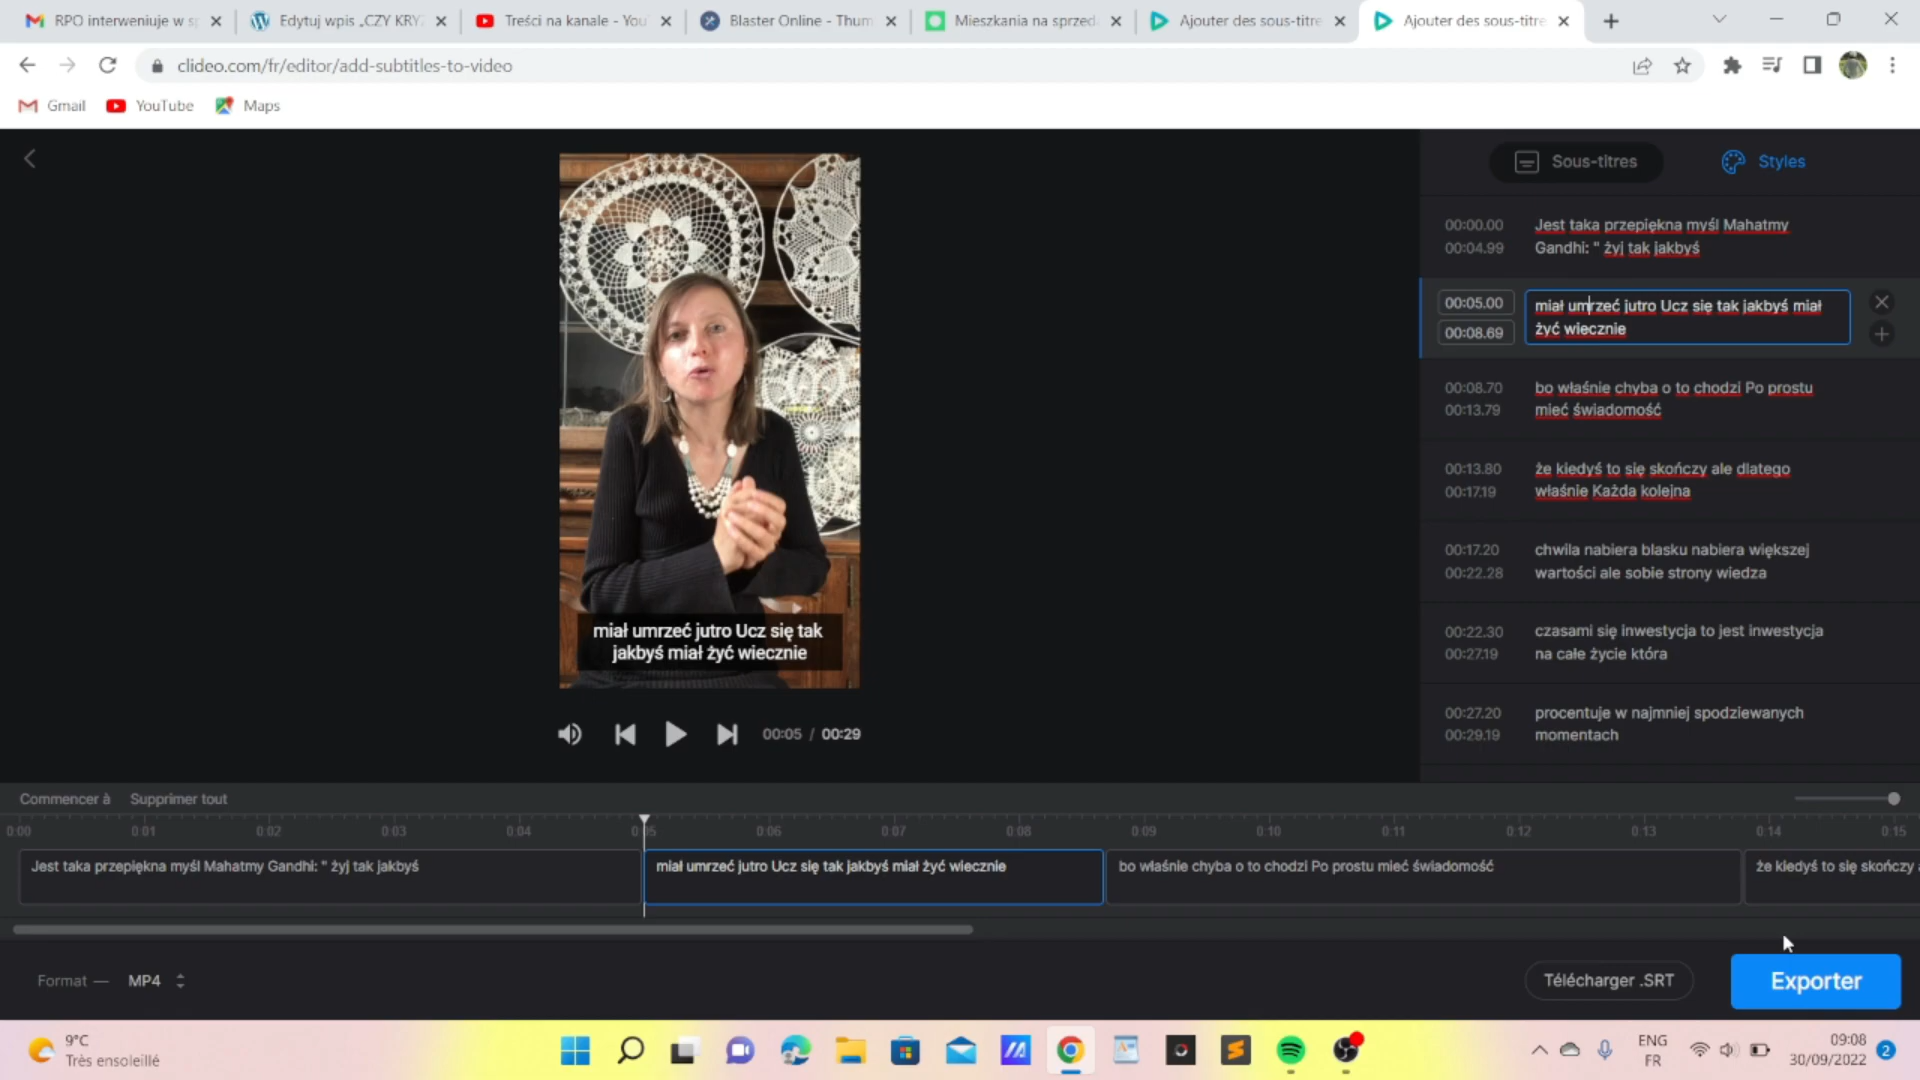 RPO interweniuje w sp
Edytuj wpis „CZY KRYZ
Treści na kanale - You
Blaster Online - Thum
Mieszkania na sprzed
Ajouter des sous-titre
Ajouter des sous-titre
clideo.com/fr/editor/add-subtitles-to-video
Gmail
YouTube
Maps
Sous-titres
Styles
00:00.00
00:04.99
Jest taka przepiękna myśl Mahatmy
Gandhi: " żyj tak jakbyś
00:05.00
00:08.69
miał umrzeć jutro Ucz się tak jakbyś miał
żyć wiecznie
00:08.70
00:13.79
bo właśnie chyba o to chodzi Po prostu
mieć świadomość
00:13.80
00:17.19
że kiedyś to się skończy ale dlatego
właśnie Każda kolejna
00:17.20
00:22.28
chwila nabiera blasku nabiera większej
wartości ale sobie strony wiedza
00:22.30
00:27.19
czasami się inwestycja to jest inwestycja
na całe życie która
00:27.20
00:29.19
procentuje w najmniej spodziewanych
momentach
miał umrzeć jutro Ucz się tak
jakbyś miał żyć wiecznie
00:05 / 00:29
Commencer à Supprimer tout
0:00 0:01 0:02 0:03 0:04 0:05 0:06 0:07 0:08 0:09 0:10 0:11 0:12 0:13 0:14 0:15
Jest taka przepiękna myśl Mahatmy Gandhi: " żyj tak jakbyś
miał umrzeć jutro Ucz się tak jakbyś miał żyć wiecznie
bo właśnie chyba o to chodzi Po prostu mieć świadomość
że kiedyś to się skończy
Format — MP4
Télécharger .SRT
Exporter
9°C
Très ensoleillé
ENG
FR
09:08
30/09/2022
2